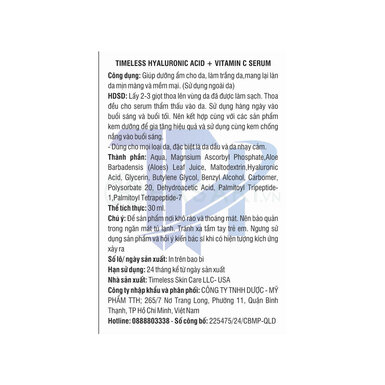 TIMELESS HYALURONIC ACID + VITAMIN C SERUM
Công dụng: Giúp dưỡng ẩm cho da, làm trắng da,mang lại làn
da mịn màng và mềm mại. (Sử dụng ngoài da)
HDSD: Lấy 2-3 giọt thoa lên vùng da đã được làm sạch. Thoa
đều cho serum thẩm thấu vào da. Sử dụng hàng ngày vào
buổi sáng và buổi tối. Nên kết hợp cùng với các sản phẩm
kem dưỡng để gia tăng hiệu quả và sử dụng cùng kem chống
nắng vào buổi sáng.
- Dùng cho mọi loại da, đặc biệt là da dầu và da nhạy cảm.
Thành phần: Aqua, Magnsium Ascorbyl Phosphate,Aloe
Barbadensis (Aloes) Leaf Juice, Maltodextrin,Hyaluronic
Acid, Glycerin, Butylene Glycol, Benzyl Alcohol, Carbomer,
Polysorbate 20, Dehydroacetic Acid, Palmitoyl Tripeptide-
1,Palmitoyl Tetrapeptide-7
Thể tích thực: 30 ml.
Chú ý: Để sản phẩm nơi khô ráo và thoáng mát. Nên bảo quản
trong ngăn mát tủ lạnh. Tránh xa tầm tay trẻ em. Ngưng sử
dụng sản phẩm và hỏi ý kiến bác sĩ khi có hiện tượng kích ứng
xảy ra
Số lô/ ngày sản xuất: In trên bao bì
Hạn sử dụng: 24 tháng kể từ ngày sản xuất
Nhà sản xuất: Timeless Skin Care LLC- USA
Công ty nhập khẩu và phân phối: CÔNG TY TNHH DƯỢC - MỸ
PHẨM TTH; 265/7 Nơ Trang Long, Phường 11, Quận Bình
Thạnh, TP Hồ Chí Minh, Việt Nam
Hotline: 0888803338 - Số công bố: 225475/24/CBMP-QLD